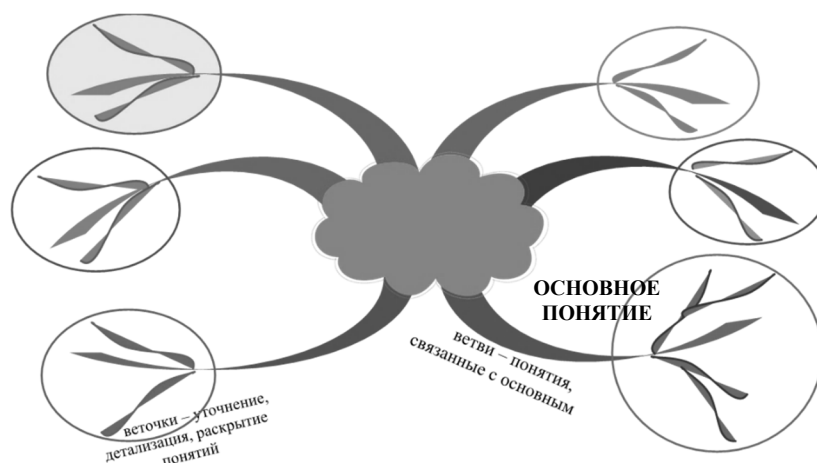 ОСНОВНОЕ
ПОНЯТИЕ
ветви – понятия,
связанные с основным
веточки – уточнение,
детализация, раскрытие
понятий